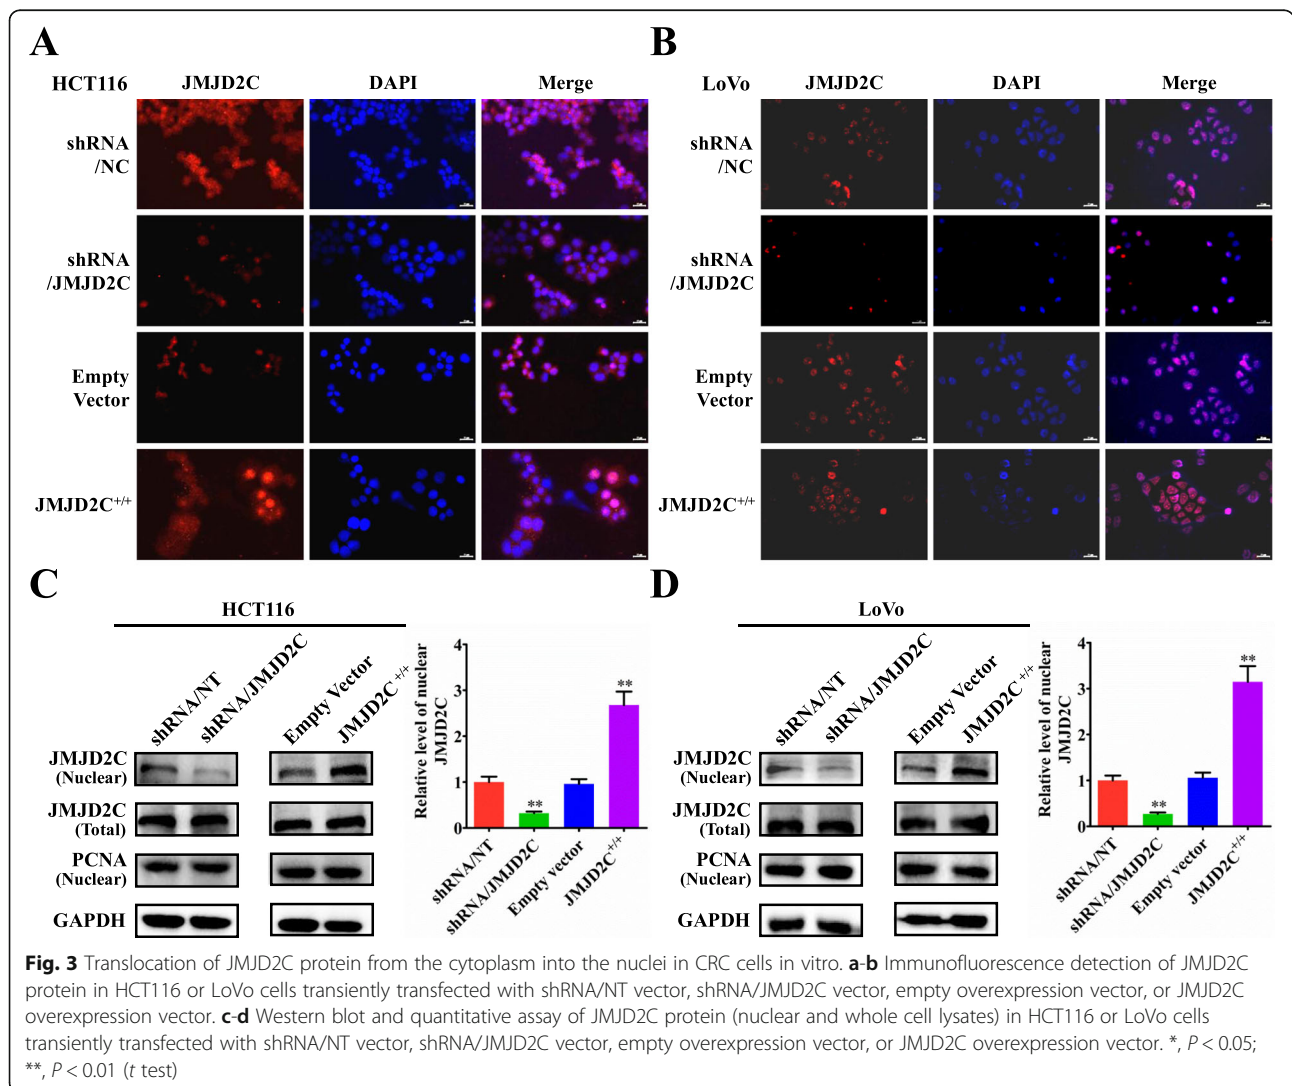 A
HCT116 JMJD2C DAPI Merge
shRNA
/NC
shRNA
/JMJD2C
Empty
Vector
JMJD2C+/+
B
LoVo JMJD2C DAPI Merge
shRNA
/NC
shRNA
/JMJD2C
Empty
Vector
JMJD2C+/+
C
HCT116
shRNA/NT
shRNA/JMJD2C
Empty Vector
JMJD2C+/+
JMJD2C
(Nuclear)
JMJD2C
(Total)
PCNA
(Nuclear)
GAPDH
Relative level of nuclear
JMJD2C
4
3
2
1
0
**
**
shRNA/NT
shRNA/JMJD2C
Empty vector
JMJD2C+/+
D
LoVo
shRNA/NT
shRNA/JMJD2C
Empty Vector
JMJD2C+/+
JMJD2C
(Nuclear)
JMJD2C
(Total)
PCNA
(Nuclear)
GAPDH
Relative level of nuclear
JMJD2C
4
3
2
1
0
**
**
shRNA/NT
shRNA/JMJD2C
Empty vector
JMJD2C+/+
Fig. 3 Translocation of JMJD2C protein from the cytoplasm into the nuclei in CRC cells in vitro. a-b Immunofluorescence detection of JMJD2C
protein in HCT116 or LoVo cells transiently transfected with shRNA/NT vector, shRNA/JMJD2C vector, empty overexpression vector, or JMJD2C
overexpression vector. c-d Western blot and quantitative assay of JMJD2C protein (nuclear and whole cell lysates) in HCT116 or LoVo cells
transiently transfected with shRNA/NT vector, shRNA/JMJD2C vector, empty overexpression vector, or JMJD2C overexpression vector. *, P < 0.05;
**, P < 0.01 (t test)